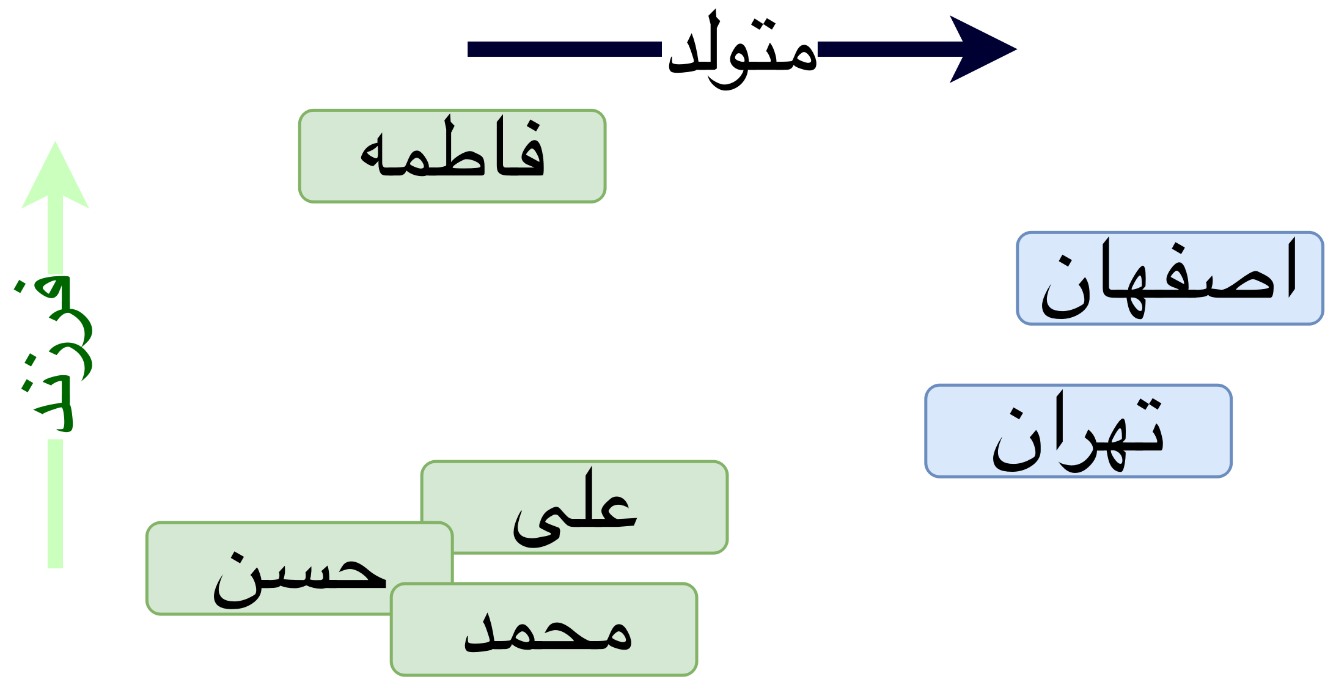 متولد
فاطمه
اصفهان
فرزند
تهران
علی
حسن
محمد